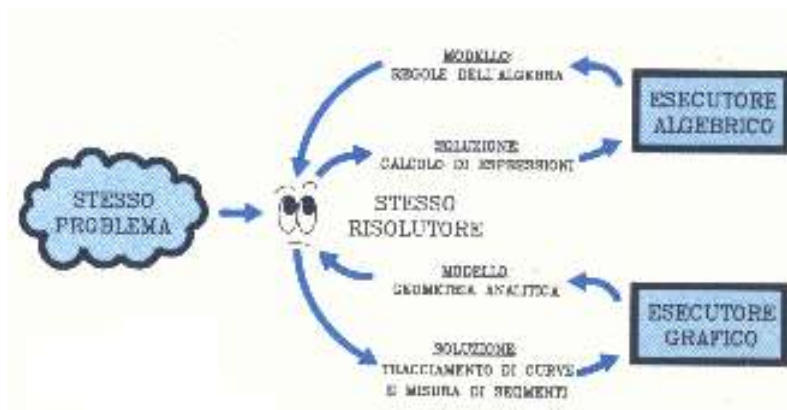 MODELLO:
REGOLE DELL'ALGEBRA
ESECUTORE
ALGEBRICO
SOLUZIONE
CALCOLO DI ESPRESSIONI
STESSO
PROBLEMA
STESSO
RISOLUTORE
MODELLO
GEOMETRIA ANALITICA
ESECUTORE
GRAFICO
SOLUZIONE
TRACCIAMENTO DI CURVE
E MISURA DI SEGMENTI